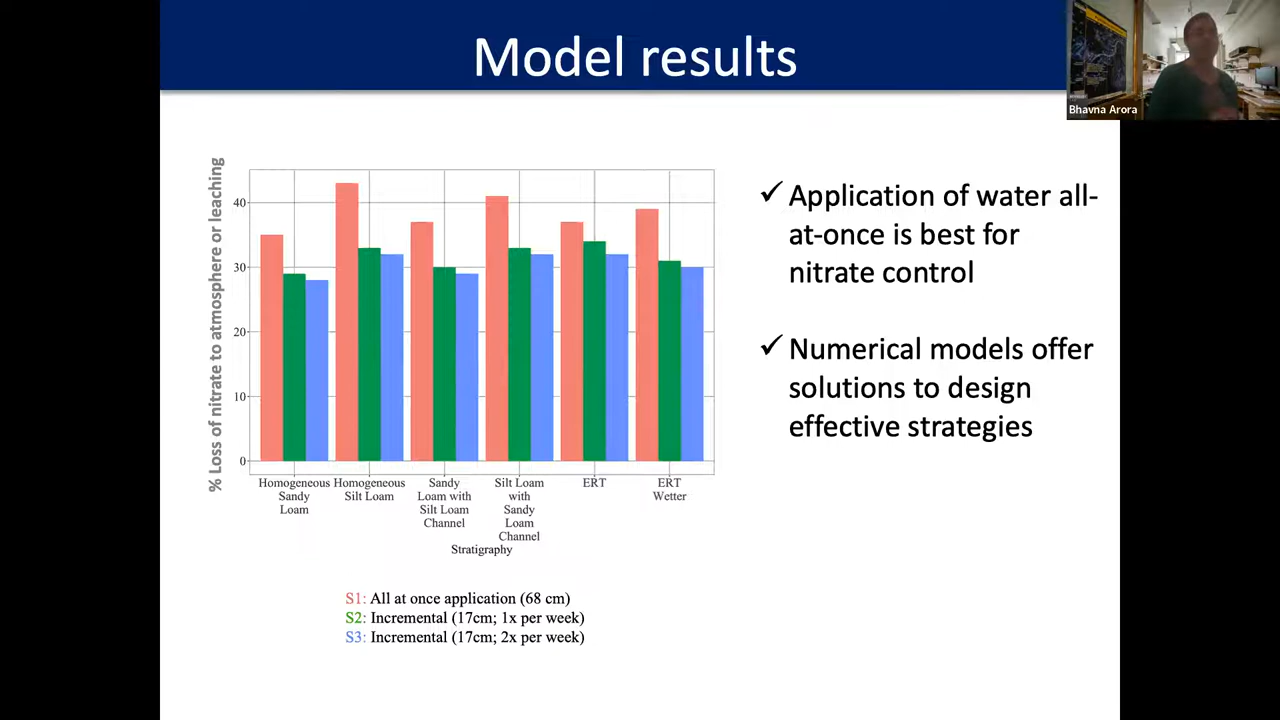 Model results
Bhavna Arora
% Loss of nitrate to atmosphere or leaching
40
30
20
10
0
Homogeneous
Sandy
Loam
Homogeneous
Silt Loam
Sandy
Loam with
Silt Loam
Channel
Silt Loam
with
Sandy
Loam
Channel
ERT
ERT
Wetter
Stratigraphy
S1: All at once application (68 cm)
S2: Incremental (17cm; 1x per week)
S3: Incremental (17cm; 2x per week)
✓ Application of water all-
at-once is best for
nitrate control
✓ Numerical models offer
solutions to design
effective strategies